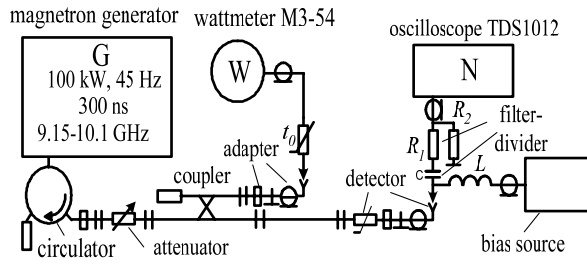 magnetron generator
G
100 kW, 45 Hz
300 ns
9.15-10.1 GHz
wattmeter M3-54
W
oscilloscope TDS1012
N
R2
filter-
divider
R1
t0
adapter
coupler
detector
C
L
bias source
circulator
attenuator